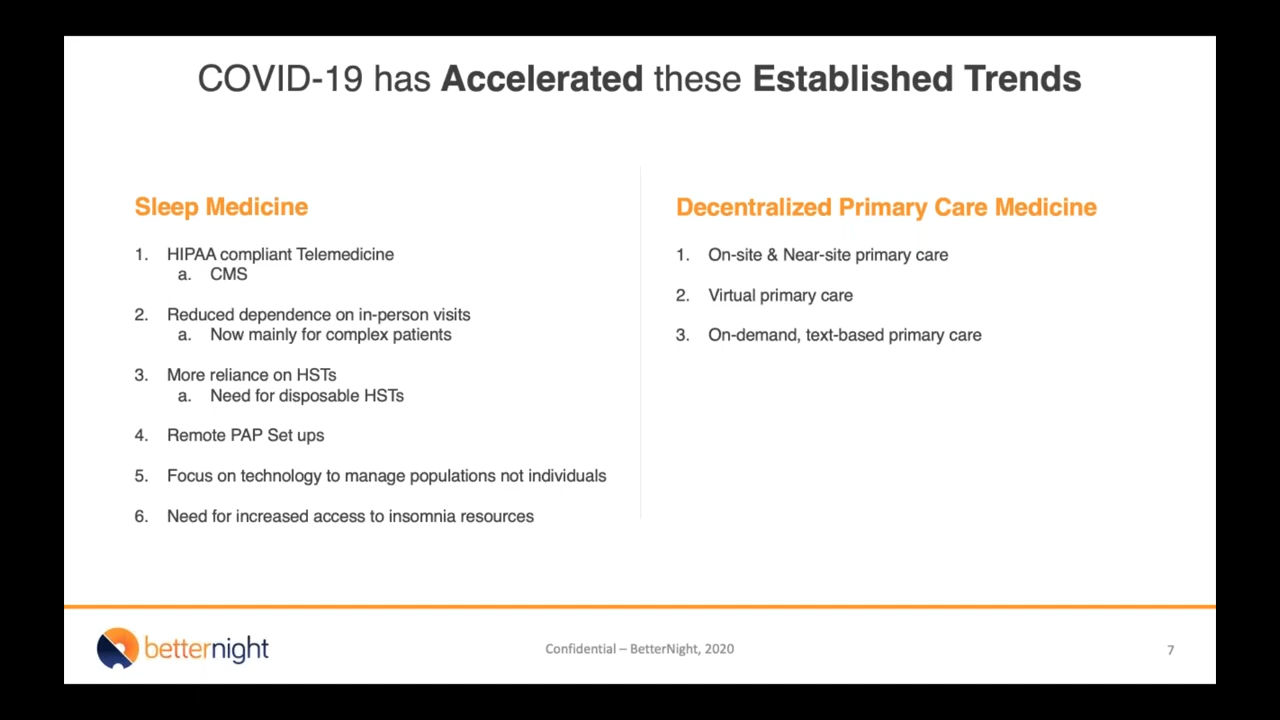 COVID-19 has Accelerated these Established Trends
Sleep Medicine
1. HIPAA compliant Telemedicine
a. CMS
2. Reduced dependence on in-person visits
a. Now mainly for complex patients
3. More reliance on HSTs
a. Need for disposable HSTs
4. Remote PAP Set ups
5. Focus on technology to manage populations not individuals
6. Need for increased access to insomnia resources
Decentralized Primary Care Medicine
1. On-site & Near-site primary care
2. Virtual primary care
3. On-demand, text-based primary care
betternight
Confidential – BetterNight, 2020
7